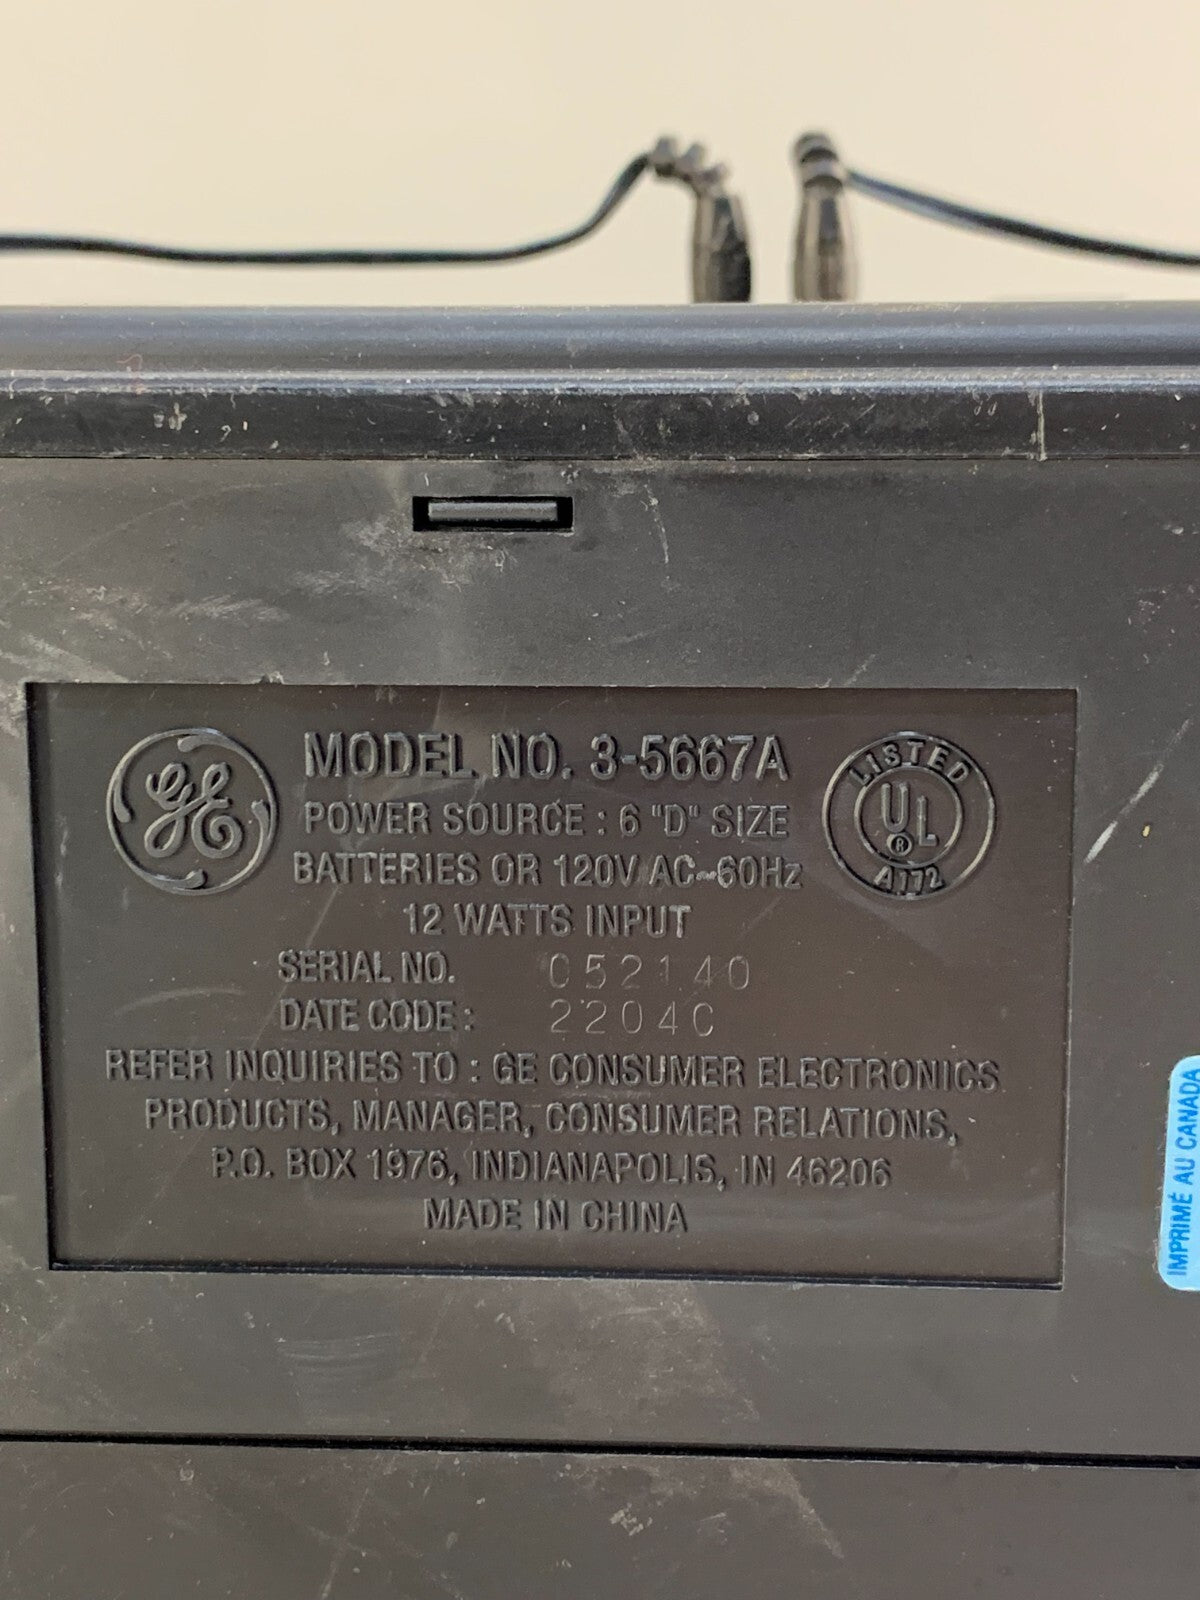 GE
MODEL NO. 3-5667A
POWER SOURCE : 6 "D" SIZE
BATTERIES OR 120V AC~60Hz
12 WATTS INPUT
SERIAL NO. 052140
DATE CODE: 2204C
REFER INQUIRIES TO : GE CONSUMER ELECTRONICS
PRODUCTS, MANAGER, CONSUMER RELATIONS,
P.O. BOX 1976, INDIANAPOLIS, IN 46206
MADE IN CHINA
LISTED
UL
®
A172
IMPRIMÉ AU CANADA